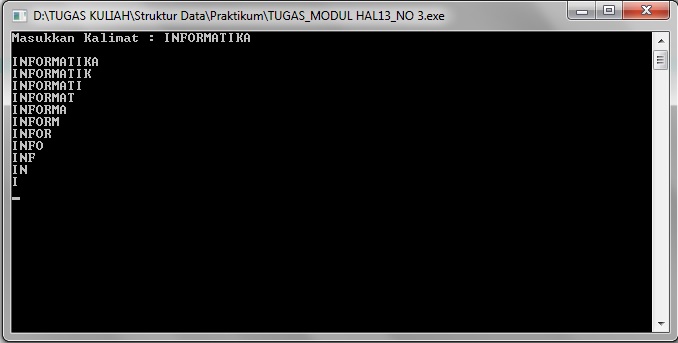 D:\TUGAS KULIAH\Struktur Data\Praktikum\TUGAS_MODUL HAL13_NO 3.exe
Masukkan Kalimat : INFORMATIKA
INFORMATIKA
INFORMATIK
INFORMATI
INFORMAT
INFORMA
INFORM
INFOR
INFO
INF
IN
I